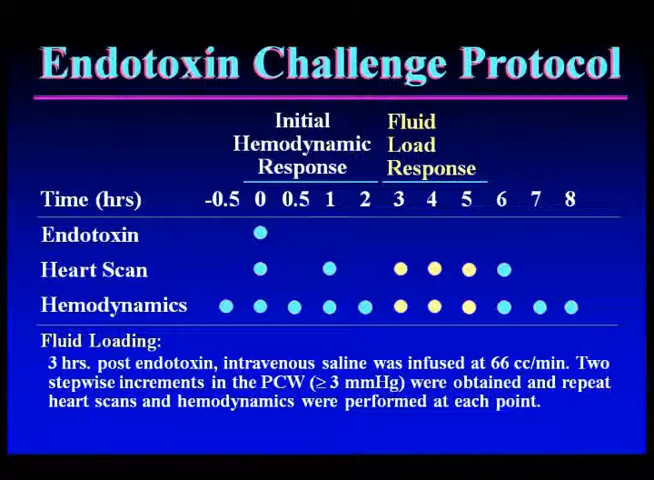 Endotoxin Challenge Protocol
Initial
Hemodynamic
Response
Fluid
Load
Response
Time (hrs) -0.5 0 0.5 1 2 3 4 5 6 7 8
Endotoxin
Heart Scan
Hemodynamics
Fluid Loading:
3 hrs. post endotoxin, intravenous saline was infused at 66 cc/min. Two
stepwise increments in the PCW (≥ 3 mmHg) were obtained and repeat
heart scans and hemodynamics were performed at each point.